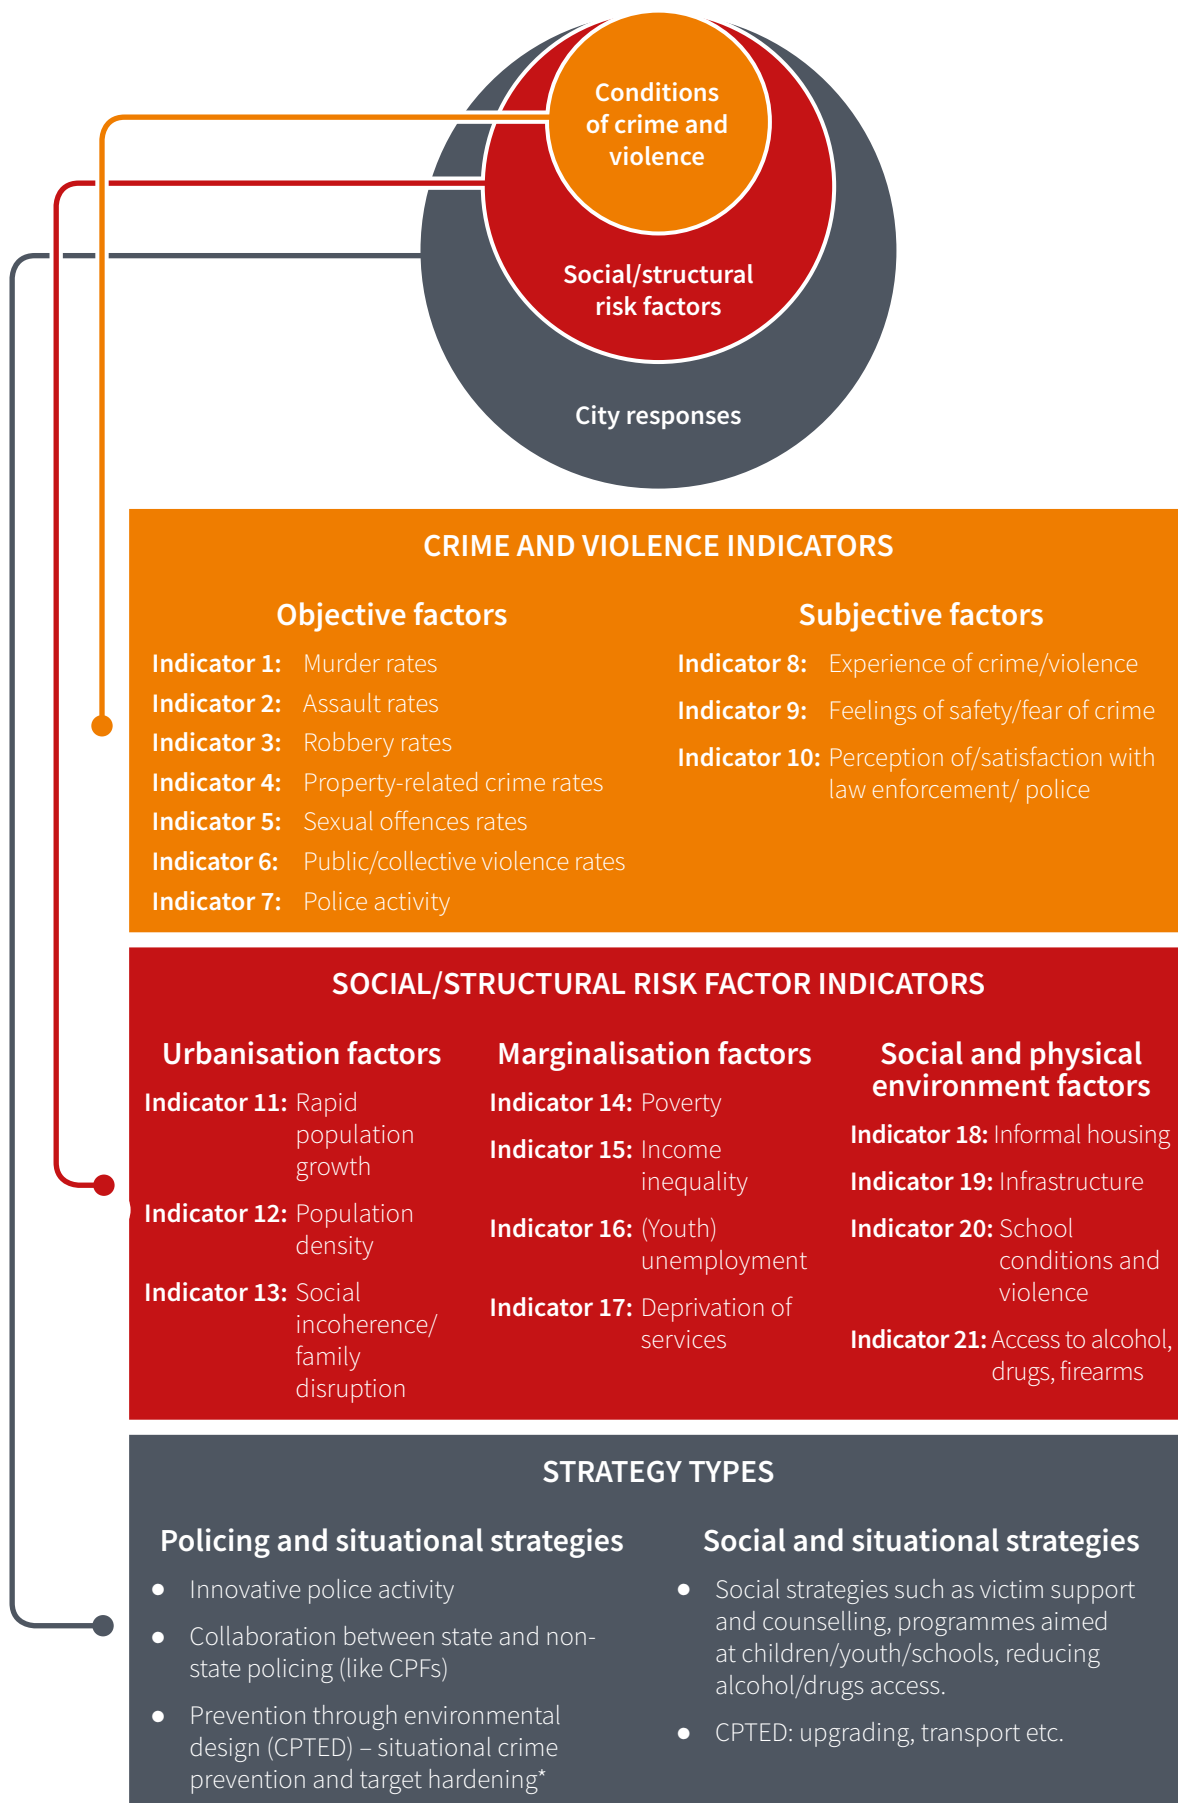 Conditions
of crime and
violence
Social/structural
risk factors
City responses
CRIME AND VIOLENCE INDICATORS
Objective factors
Indicator 1: Murder rates
Indicator 2: Assault rates
Indicator 3: Robbery rates
Indicator 4: Property-related crime rates
Indicator 5: Sexual offences rates
Indicator 6: Public/collective violence rates
Indicator 7: Police activity
Subjective factors
Indicator 8: Experience of crime/violence
Indicator 9: Feelings of safety/fear of crime
Indicator 10: Perception of/satisfaction with
law enforcement/ police
SOCIAL/STRUCTURAL RISK FACTOR INDICATORS
Urbanisation factors
Indicator 11: Rapid
population
growth
Indicator 12: Population
density
Indicator 13: Social
incoherence/
family
disruption
Marginalisation factors
Indicator 14: Poverty
Indicator 15: Income
inequality
Indicator 16: (Youth)
unemployment
Indicator 17: Deprivation of
services
Social and physical
environment factors
Indicator 18: Informal housing
Indicator 19: Infrastructure
Indicator 20: School
conditions and
violence
Indicator 21: Access to alcohol,
drugs, firearms
STRATEGY TYPES
Policing and situational strategies
● Innovative police activity
● Collaboration between state and non-
state policing (like CPFs)
● Prevention through environmental
design (CPTED) – situational crime
prevention and target hardening*
Social and situational strategies
● Social strategies such as victim support
and counselling, programmes aimed
at children/youth/schools, reducing
alcohol/drugs access.
● CPTED: upgrading, transport etc.